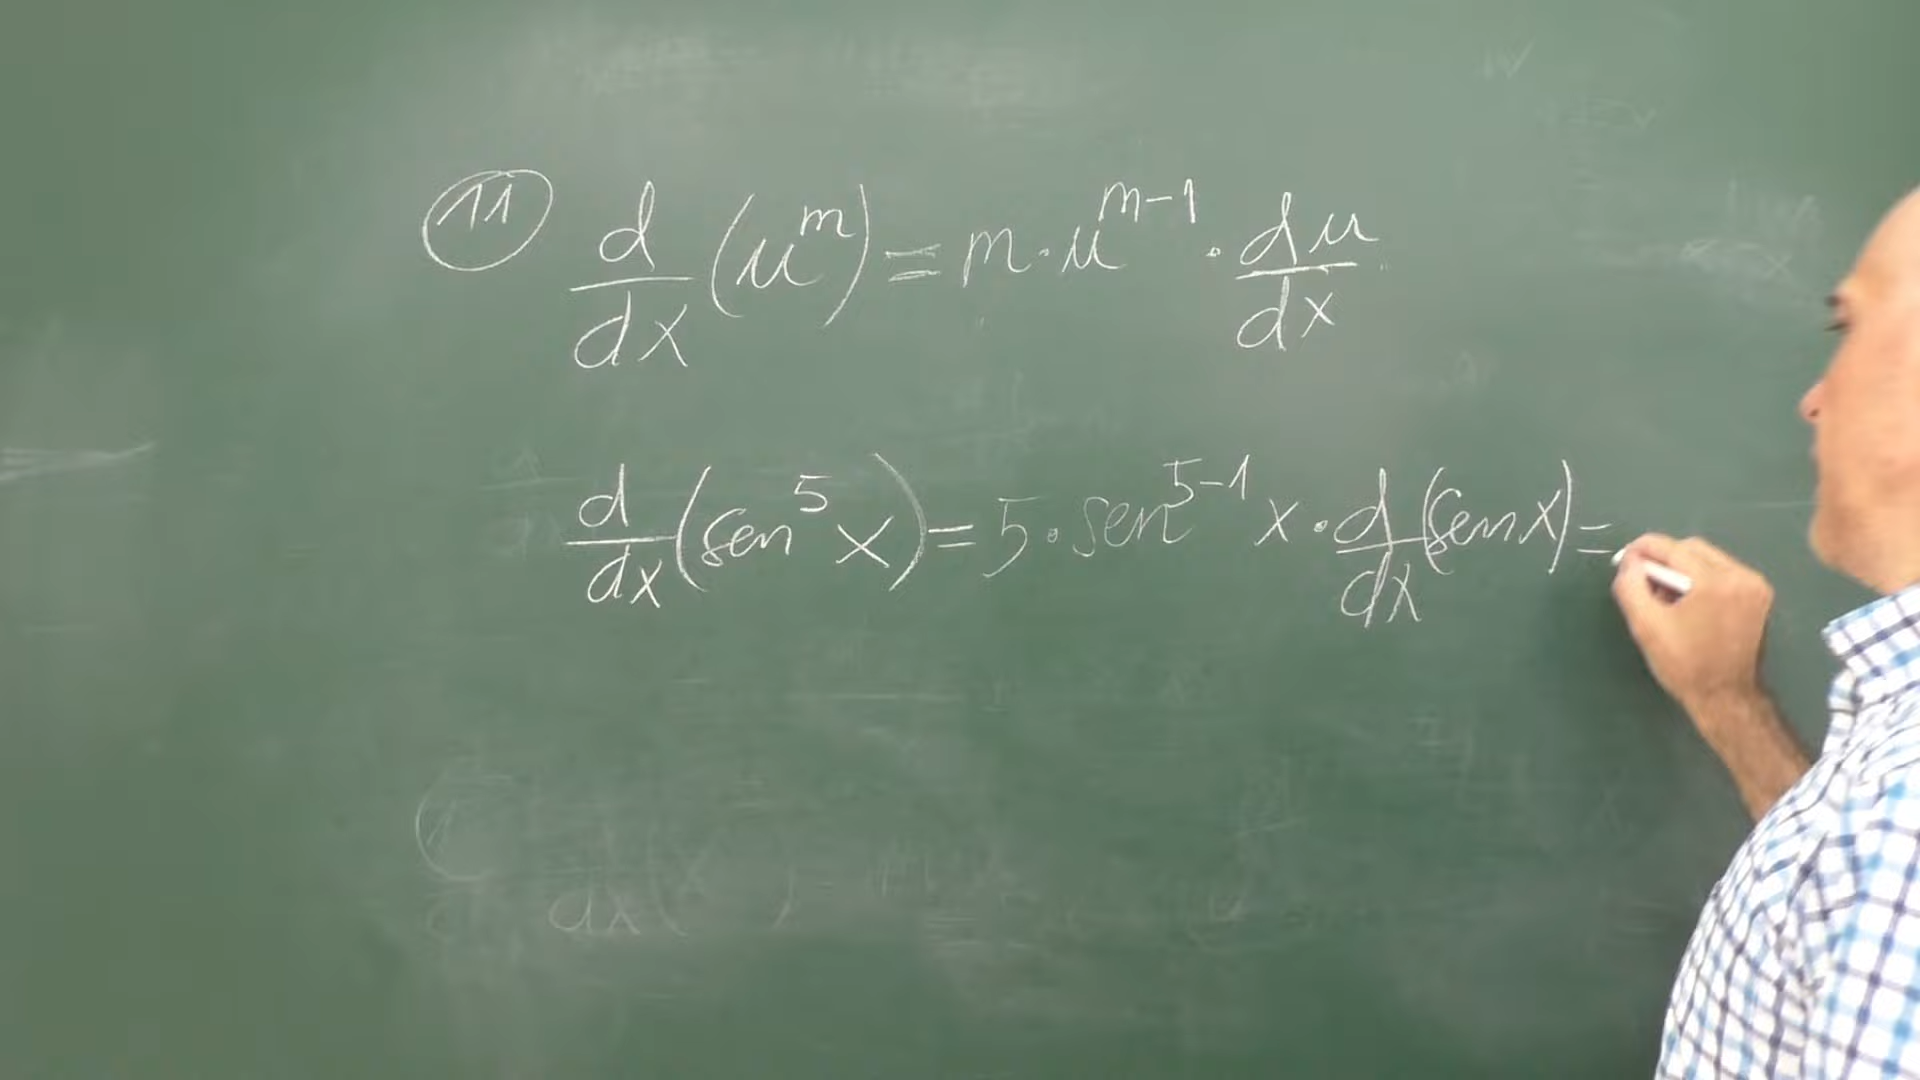 11 d/dx (u^m) = m · u^(m-1) · du/dx
d/dx (sen^5 x) = 5 · sen^(5-1) x · d/dx (sen x) =